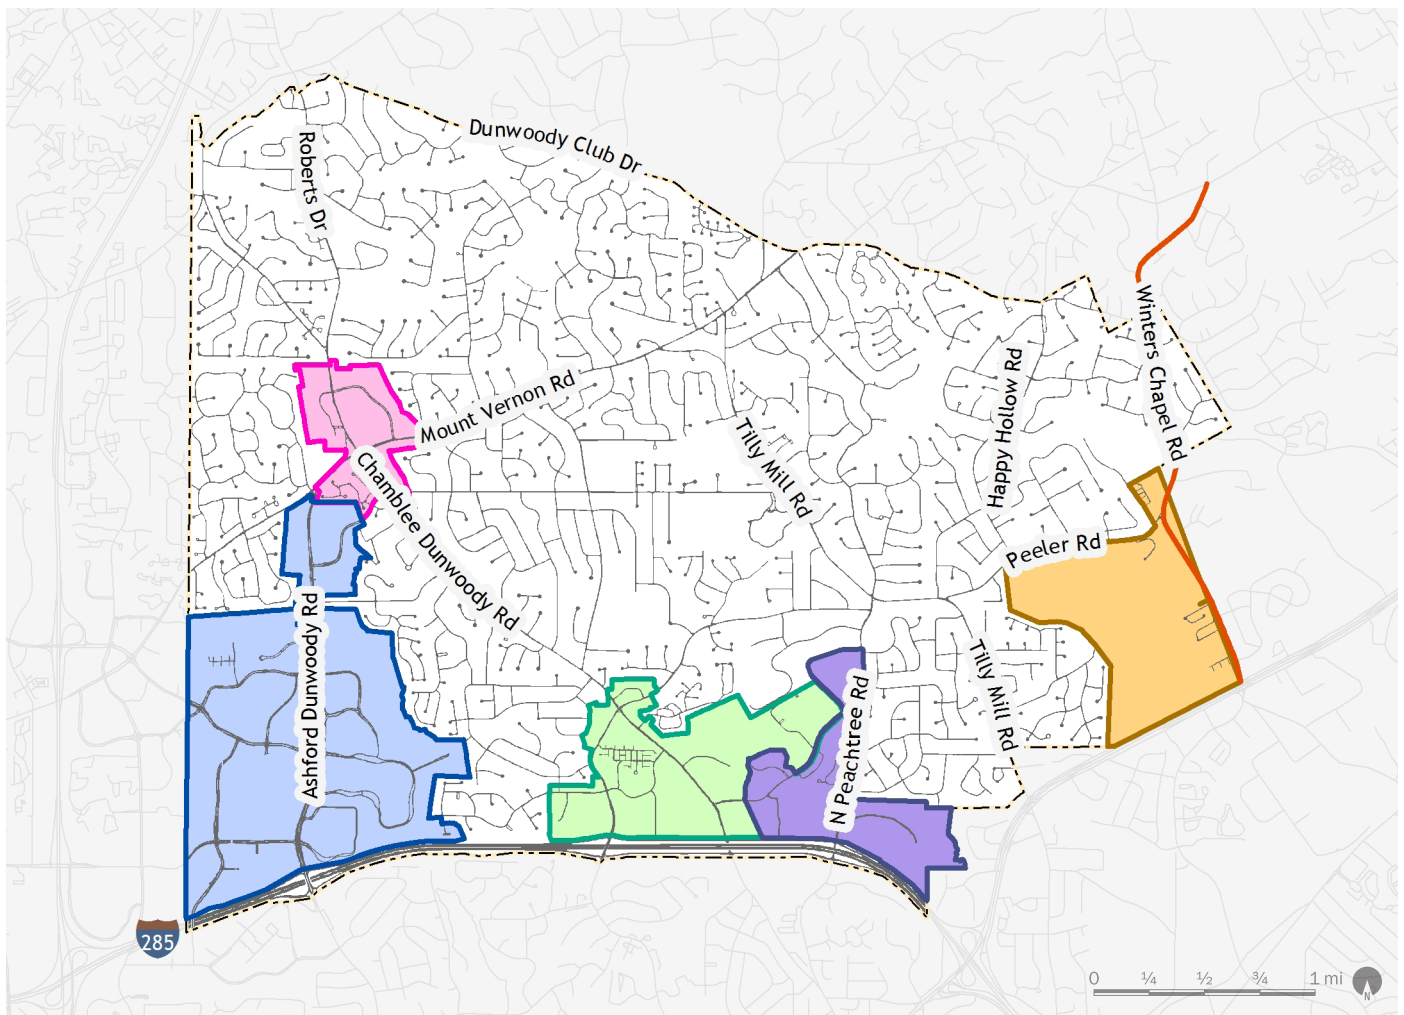 Dunwoody Club Dr
Roberts Dr
Winters Chapel Rd
Happy Hollow Rd
Mount Vernon Rd
Tilly Mill Rd
Chamblee Dunwoody Rd
Peeler Rd
Ashford Dunwoody Rd
Tilly Mill Rd
N Peachtree Rd
285
0 ¼ ½ ¾ 1 mi
N